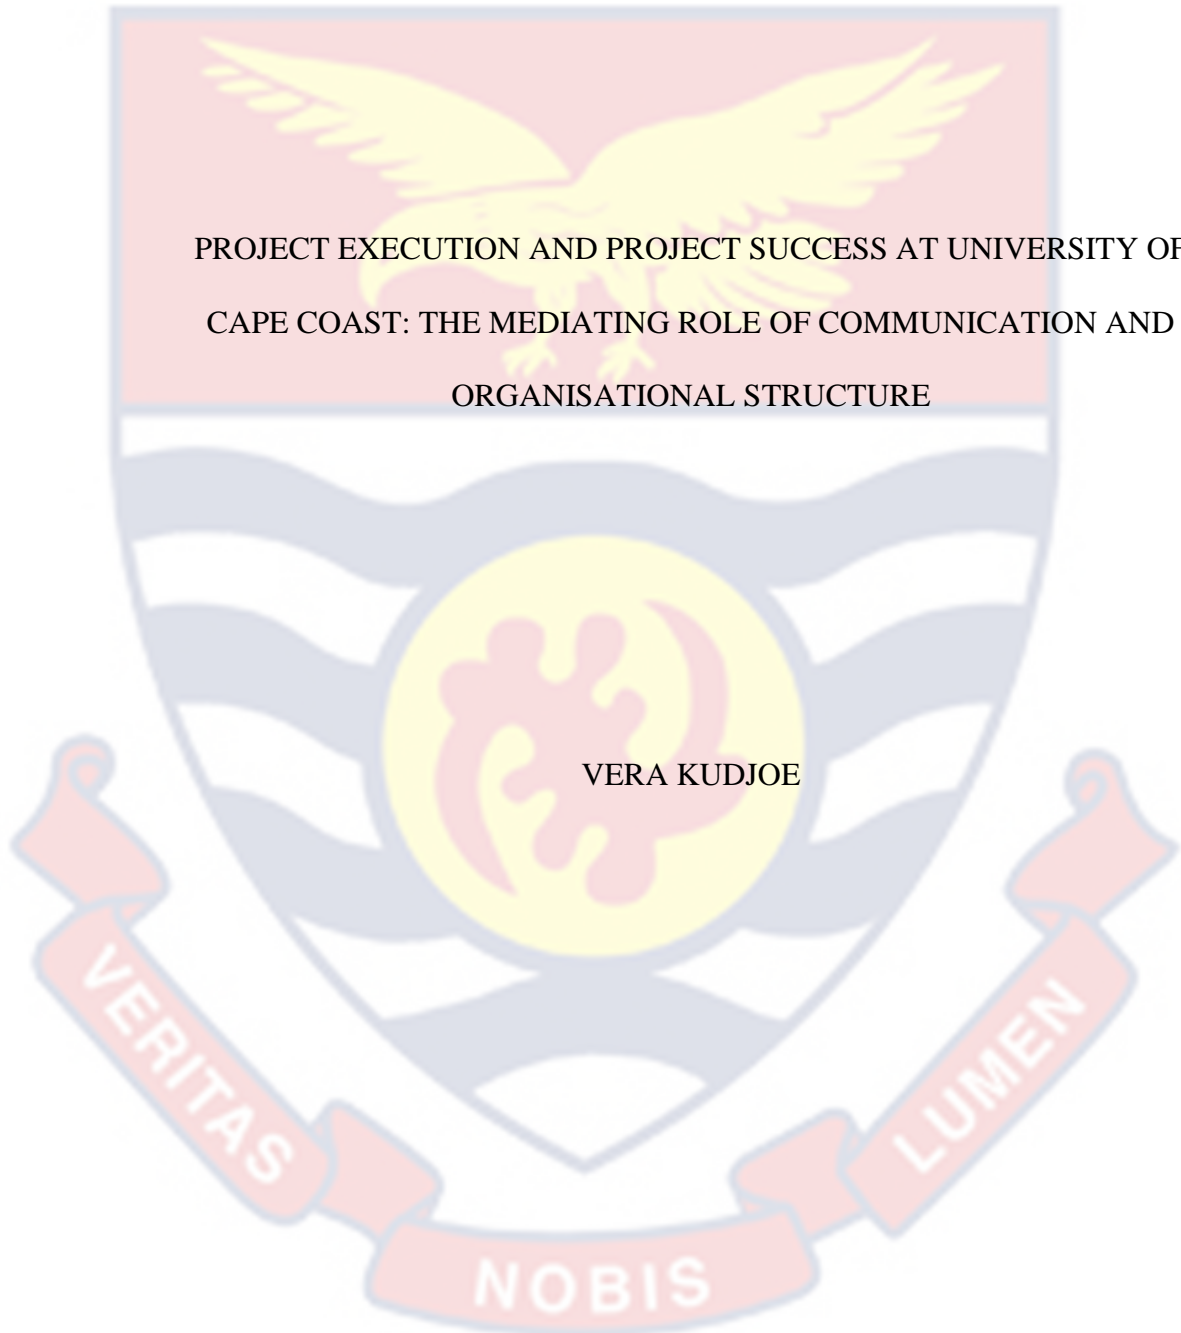 PROJECT EXECUTION AND PROJECT SUCCESS AT UNIVERSITY OF
CAPE COAST: THE MEDIATING ROLE OF COMMUNICATION AND
ORGANISATIONAL STRUCTURE
VERA KUDJOE
VERITAS
NOBIS
LUMEN